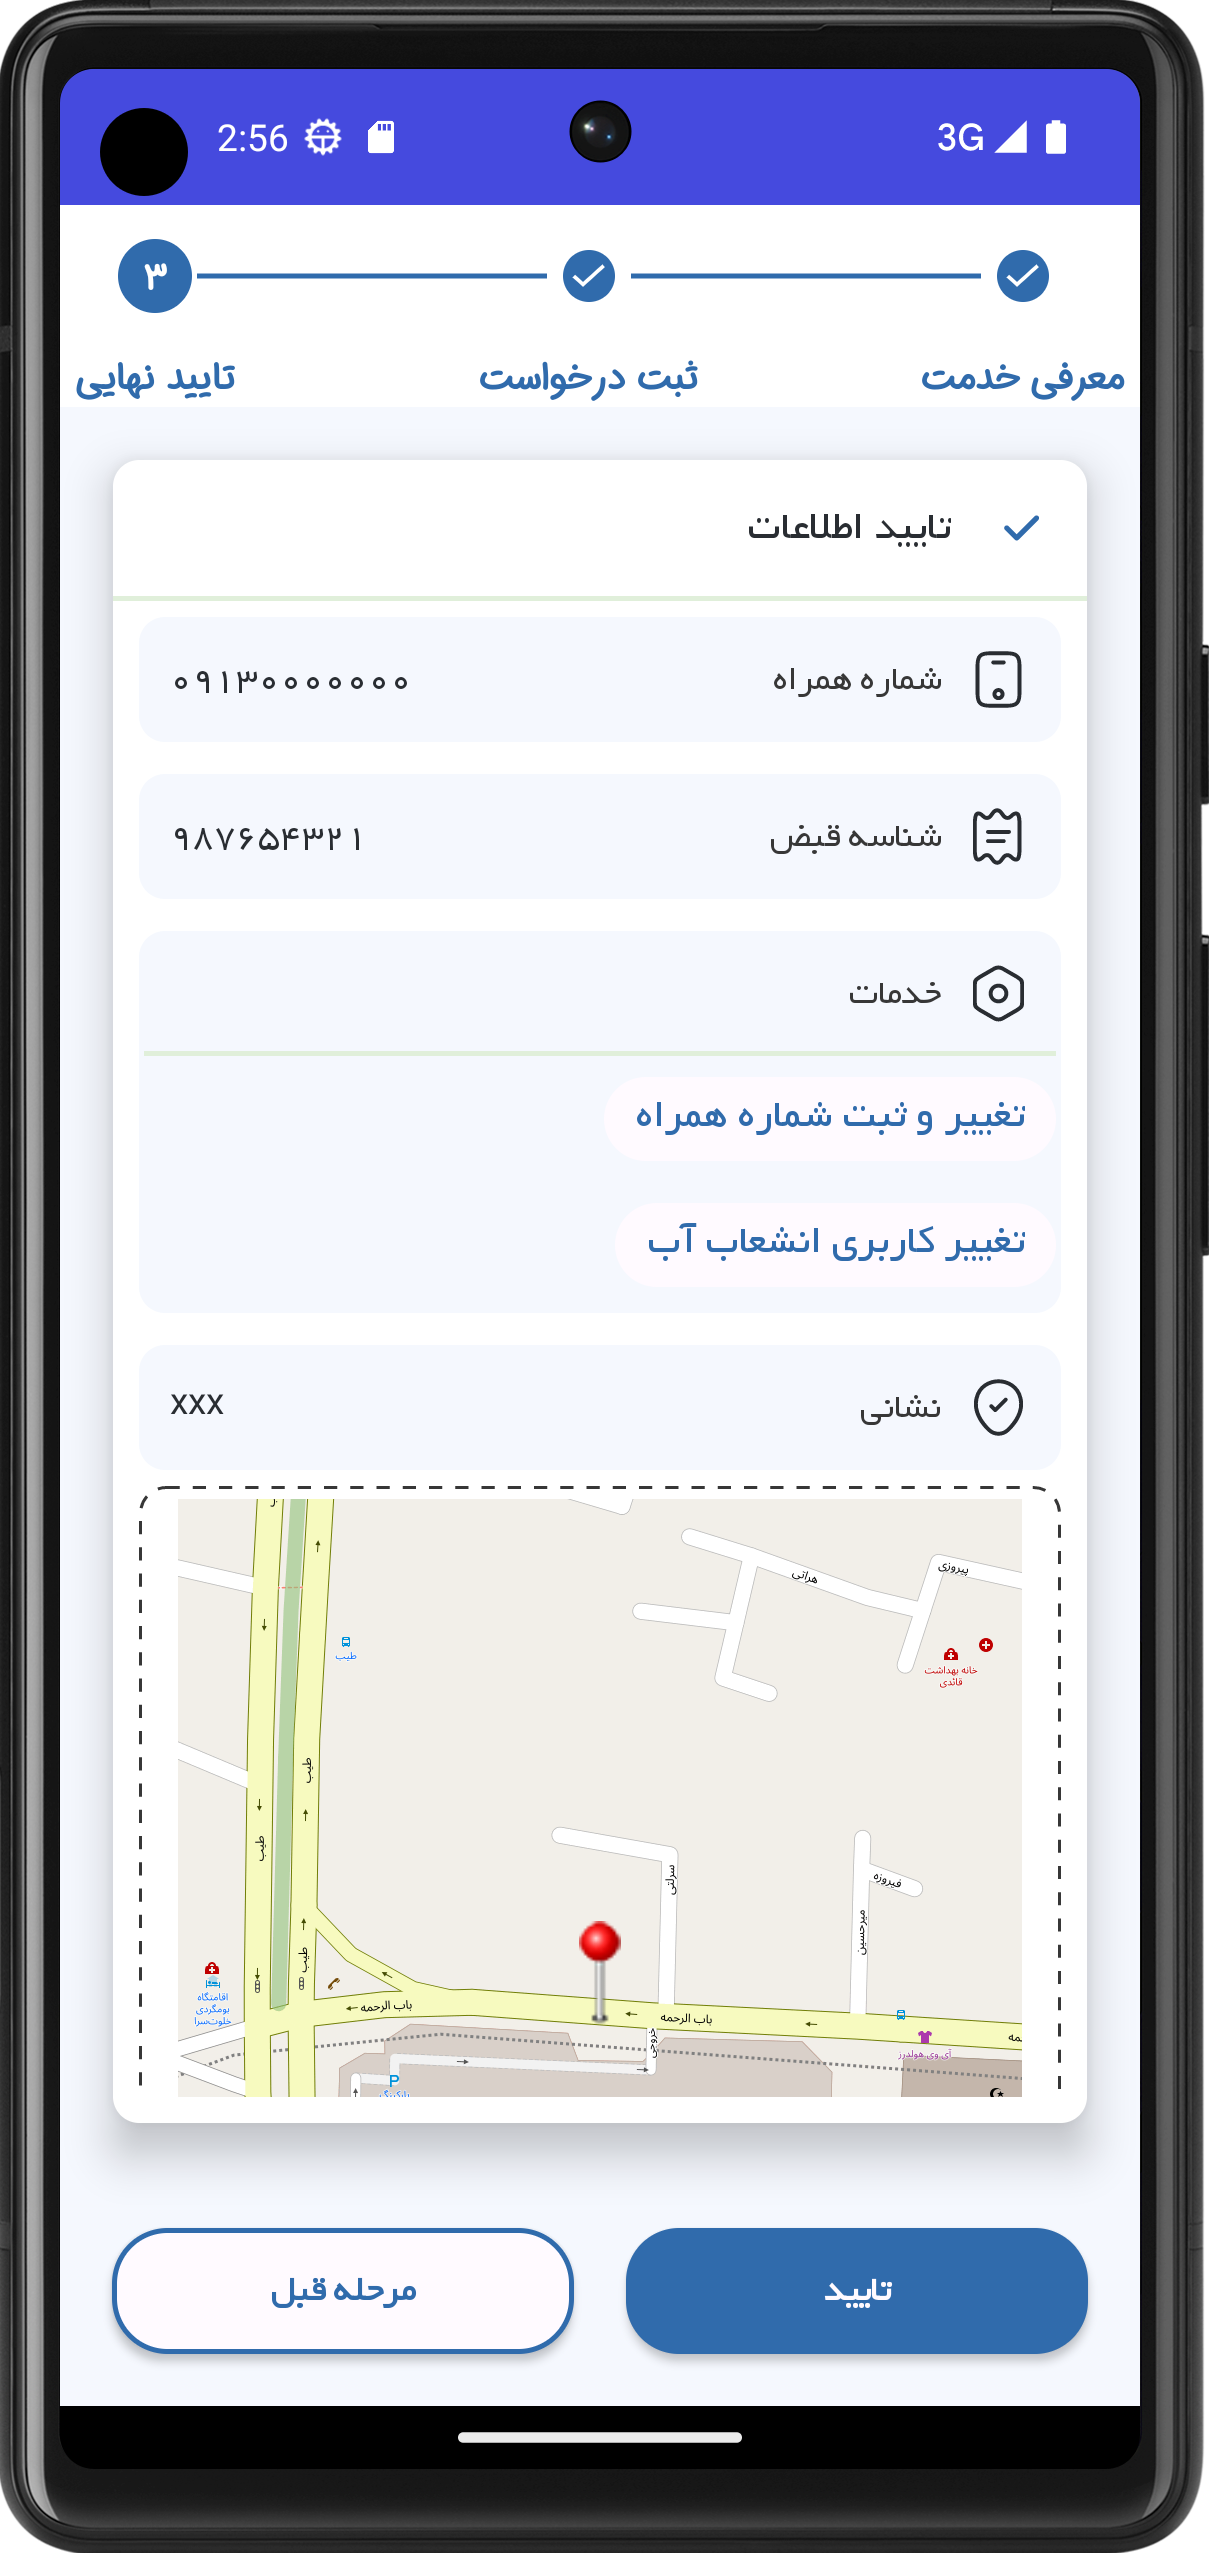 2:56
3G
۳
معرفی خدمت
ثبت درخواست
تایید نهایی
تایید اطلاعات
شماره همراه
۰۹۱۳۰۰۰۰۰۰۰
شناسه قبض
۹۸۷۶۵۴۳۲۱
خدمات
تغییر و ثبت شماره همراه
تغییر کاربری انشعاب آب
نشانی
xxx
هراتی
پیروزی
طیب
خانه بهداشت
قائدی
طیب
طیب
سرلتی
فیروزه
میرحسین
طیب
اقامتگاه
بومگردی
خلوت‌سرا
باب الرحمه
باب الرحمه
خروجی
آی وی هولدرز
P
پارکینگ
تایید
مرحله قبل